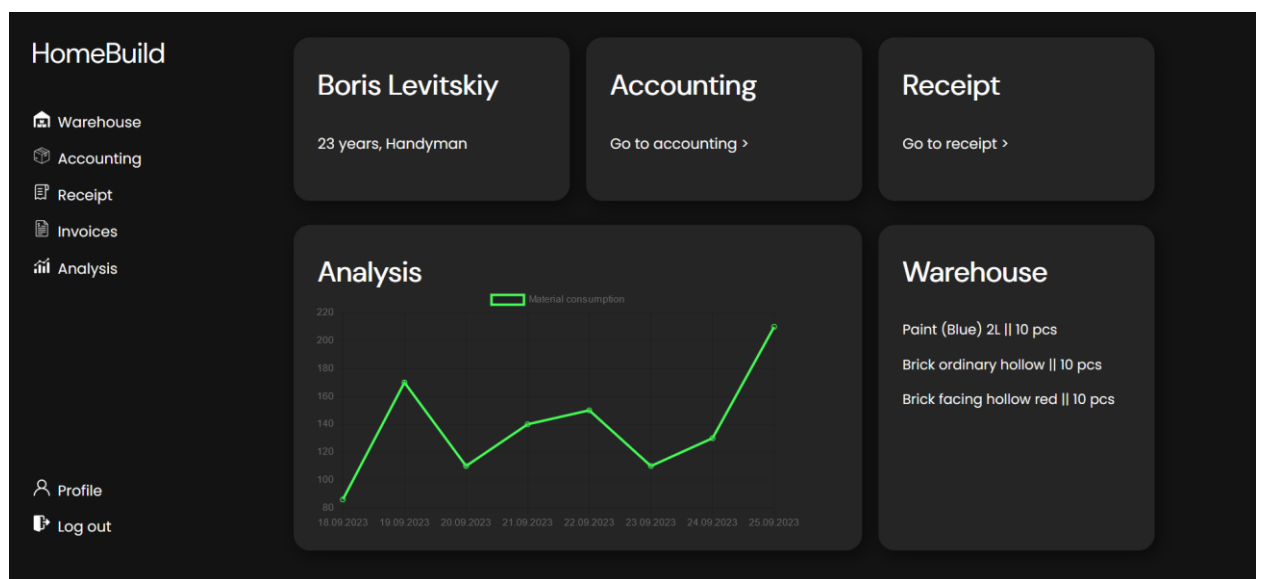 HomeBuild
Warehouse
Accounting
Receipt
Invoices
Analysis
Profile
Log out
Boris Levitskiy
23 years, Handyman
Accounting
Go to accounting >
Receipt
Go to receipt >
Analysis
Material consumption
220
200
180
160
140
120
100
80
18.09.2023 19.09.2023 20.09.2023 21.09.2023 22.09.2023 23.09.2023 24.09.2023 25.09.2023
Warehouse
Paint (Blue) 2L || 10 pcs
Brick ordinary hollow || 10 pcs
Brick facing hollow red || 10 pcs